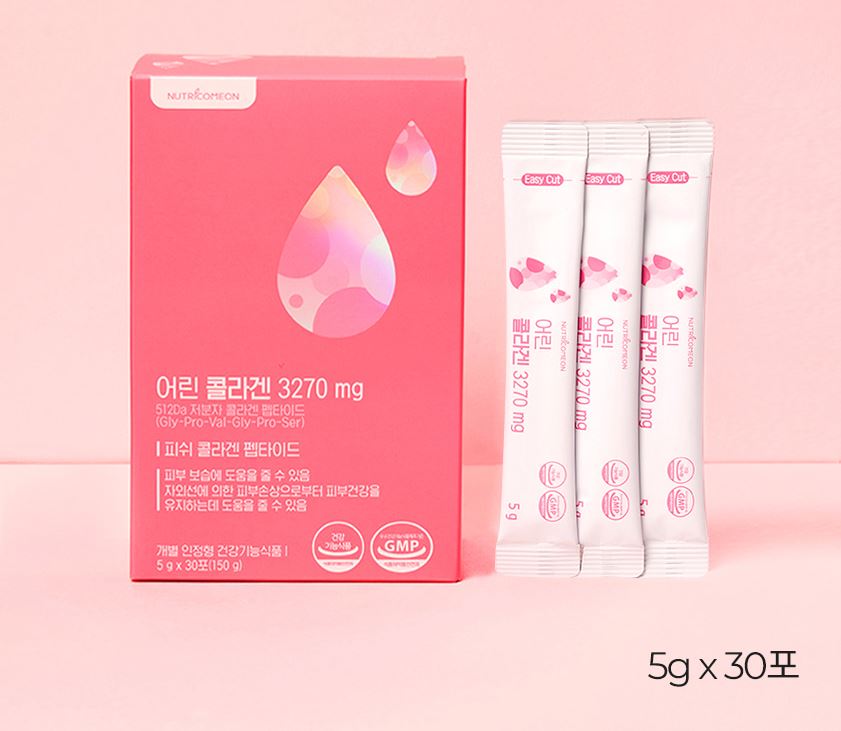 NUTRICOMEON
어린 콜라겐 3270 mg
512Da 저분자 콜라겐 펩타이드
(Gly-Pro-Val-Gly-Pro-Ser)
피쉬 콜라겐 펩타이드
피부 보습에 도움을 줄 수 있음
자외선에 의한 피부손상으로부터 피부건강을
유지하는데 도움을 줄 수 있음
개별 인정형 건강기능식품
5 g x 30포(150 g)
건강
기능식품
GMP
Easy Cut
NUTRICOMEON
어린
콜라겐 3270 mg
5 g
GMP
Easy Cut
NUTRICOMEON
어린
콜라겐 3270 mg
5 g
GMP
Easy Cut
NUTRICOMEON
어린
콜라겐 3270 mg
5 g
GMP
5g x 30포